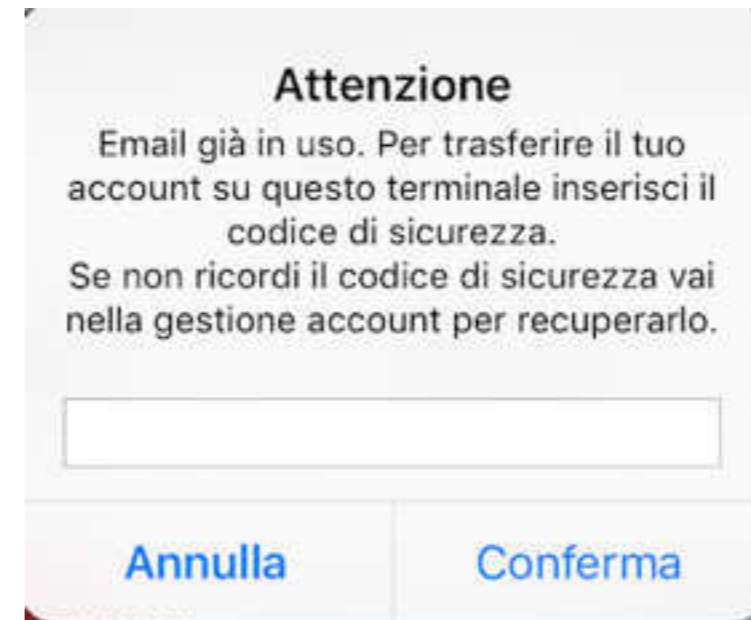 Attenzione
Email già in uso. Per trasferire il tuo
account su questo terminale inserisci il
codice di sicurezza.
Se non ricordi il codice di sicurezza vai
nella gestione account per recuperarlo.
Annulla
Conferma